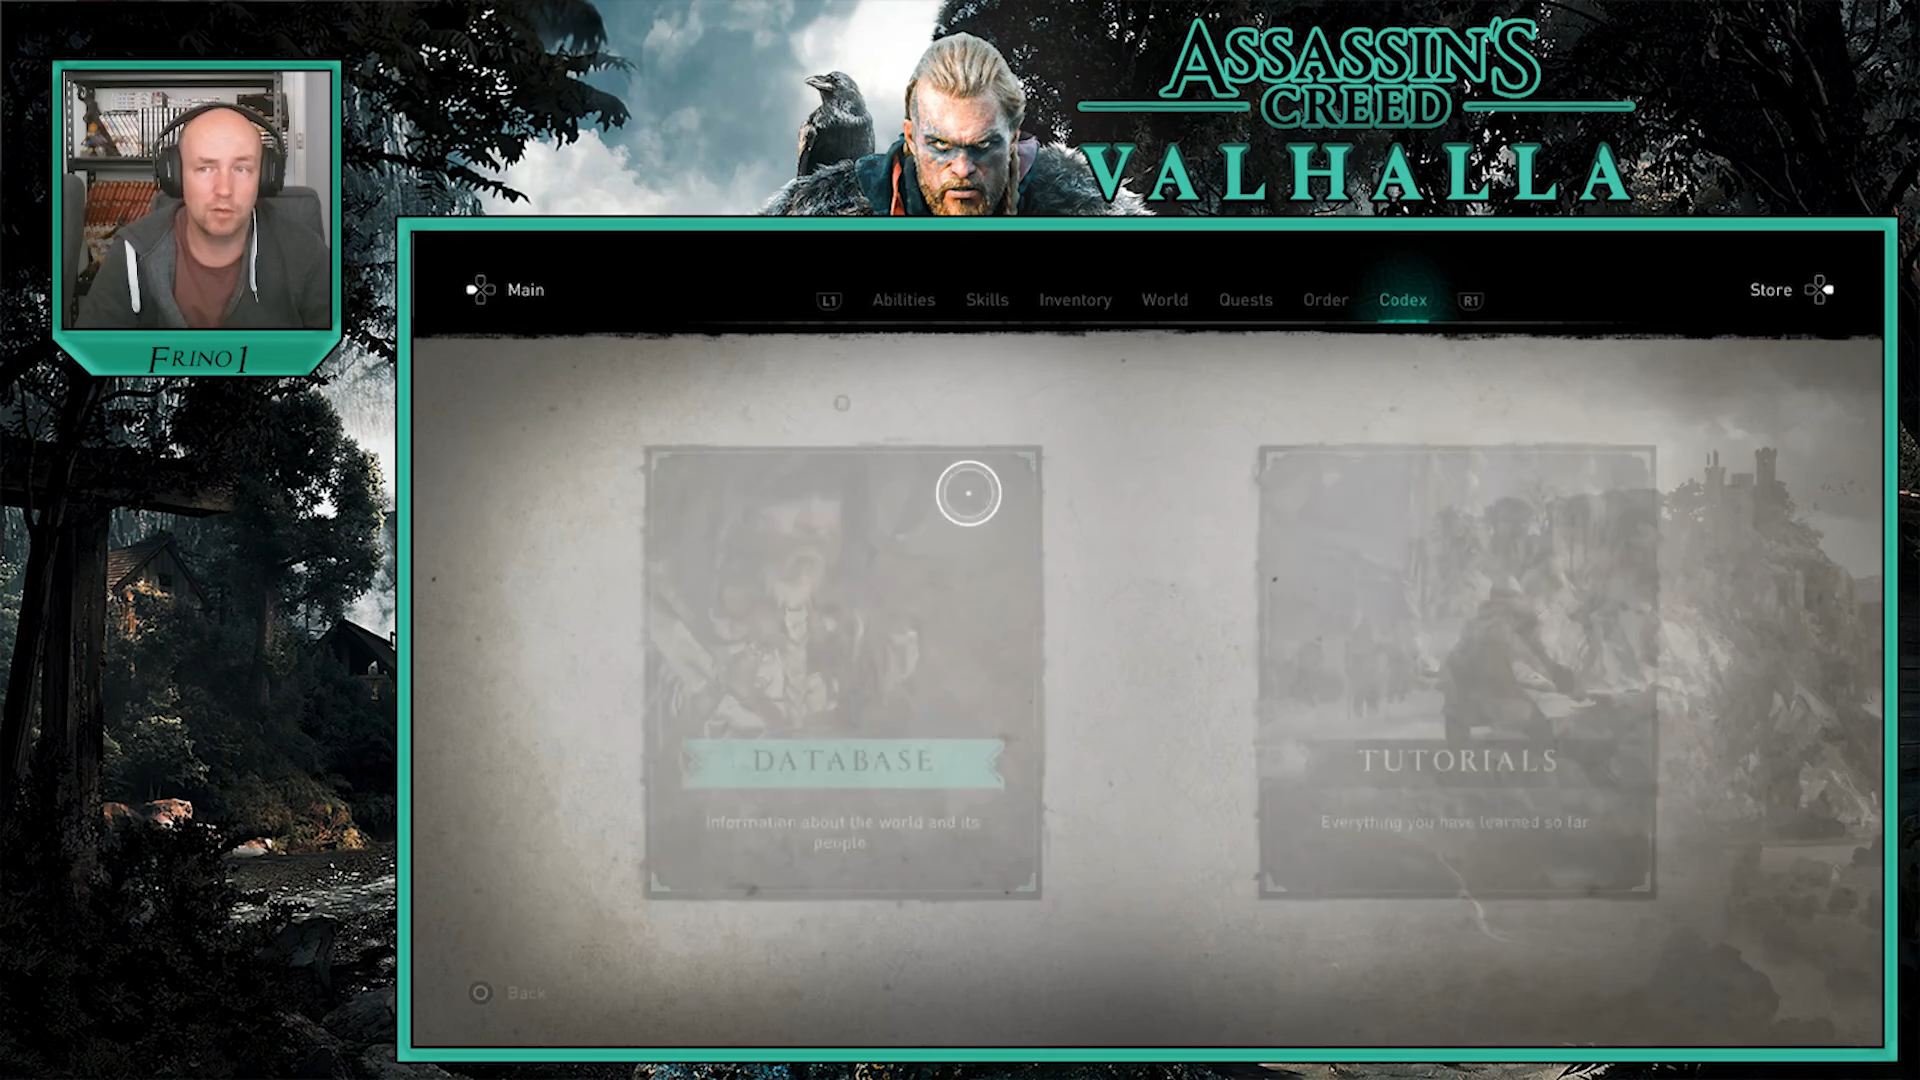 ASSASSIN'S
CREED
VALHALLA
FRINO1
Main
L1 Abilities Skills Inventory World Quests Order Codex R1
Store
DATABASE
Information about the world and its
people
TUTORIALS
Everything you have learned so far
Back